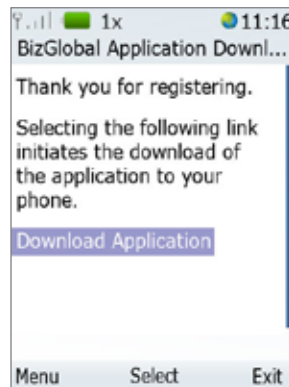 1x 11:16
BizGlobal Application Downl...
Thank you for registering.
Selecting the following link
initiates the download of
the application to your
phone.
Download Application
Menu Select Exit